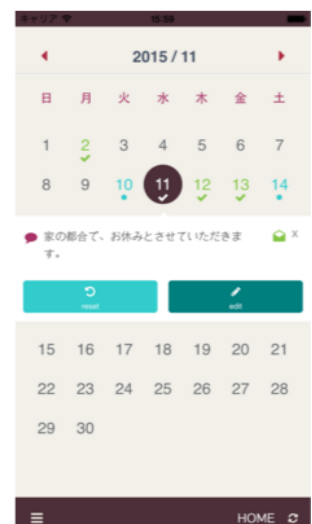 キャリア 15:59
2015 / 11
日 月 火 水 木 金 土
1 2 3 4 5 6 7
8 9 10 11 12 13 14
家の都合で、お休みとさせていただきま
す。
x
reset edit
15 16 17 18 19 20 21
22 23 24 25 26 27 28
29 30
HOME